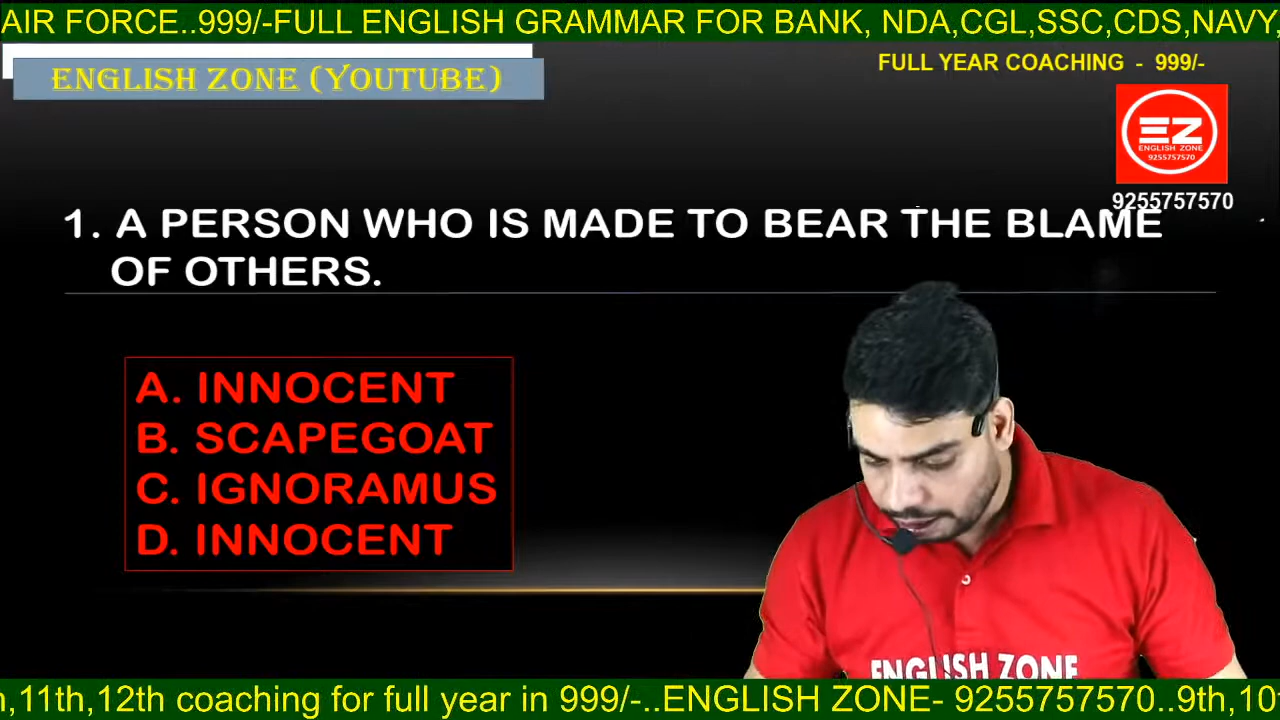 AIR FORCE..999/-FULL ENGLISH GRAMMAR FOR BANK, NDA,CGL,SSC,CDS,NAVY,
ENGLISH ZONE (YOUTUBE)
FULL YEAR COACHING - 999/-
EZ
ENGLISH ZONE
9255757570
9255757570
1. A PERSON WHO IS MADE TO BEAR THE BLAME
OF OTHERS.
A. INNOCENT
B. SCAPEGOAT
C. IGNORAMUS
D. INNOCENT
ENGLISH ZONE
,11th,12th coaching for full year in 999/-..ENGLISH ZONE- 9255757570..9th,10